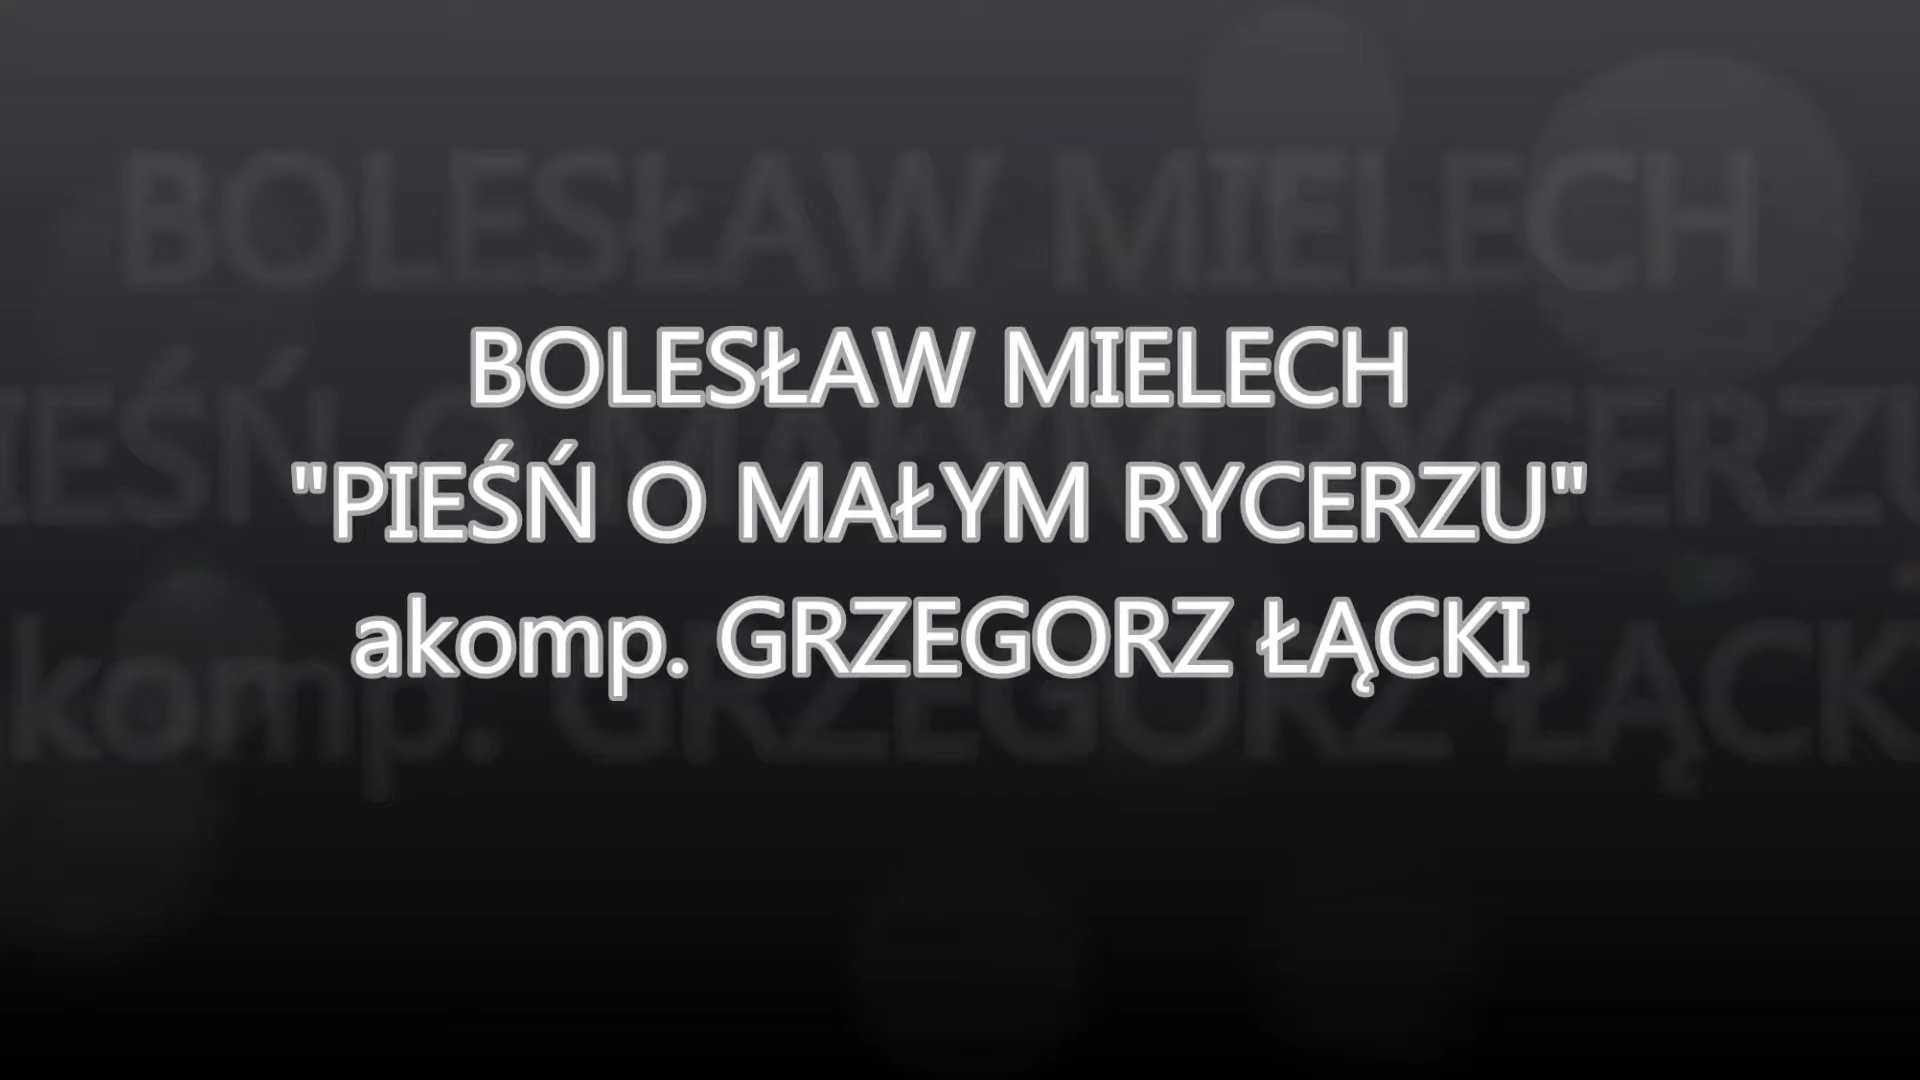 BOLESŁAW MIELECH
"PIEŚŃ O MAŁYM RYCERZU"
akomp. GRZEGORZ ŁĄCKI